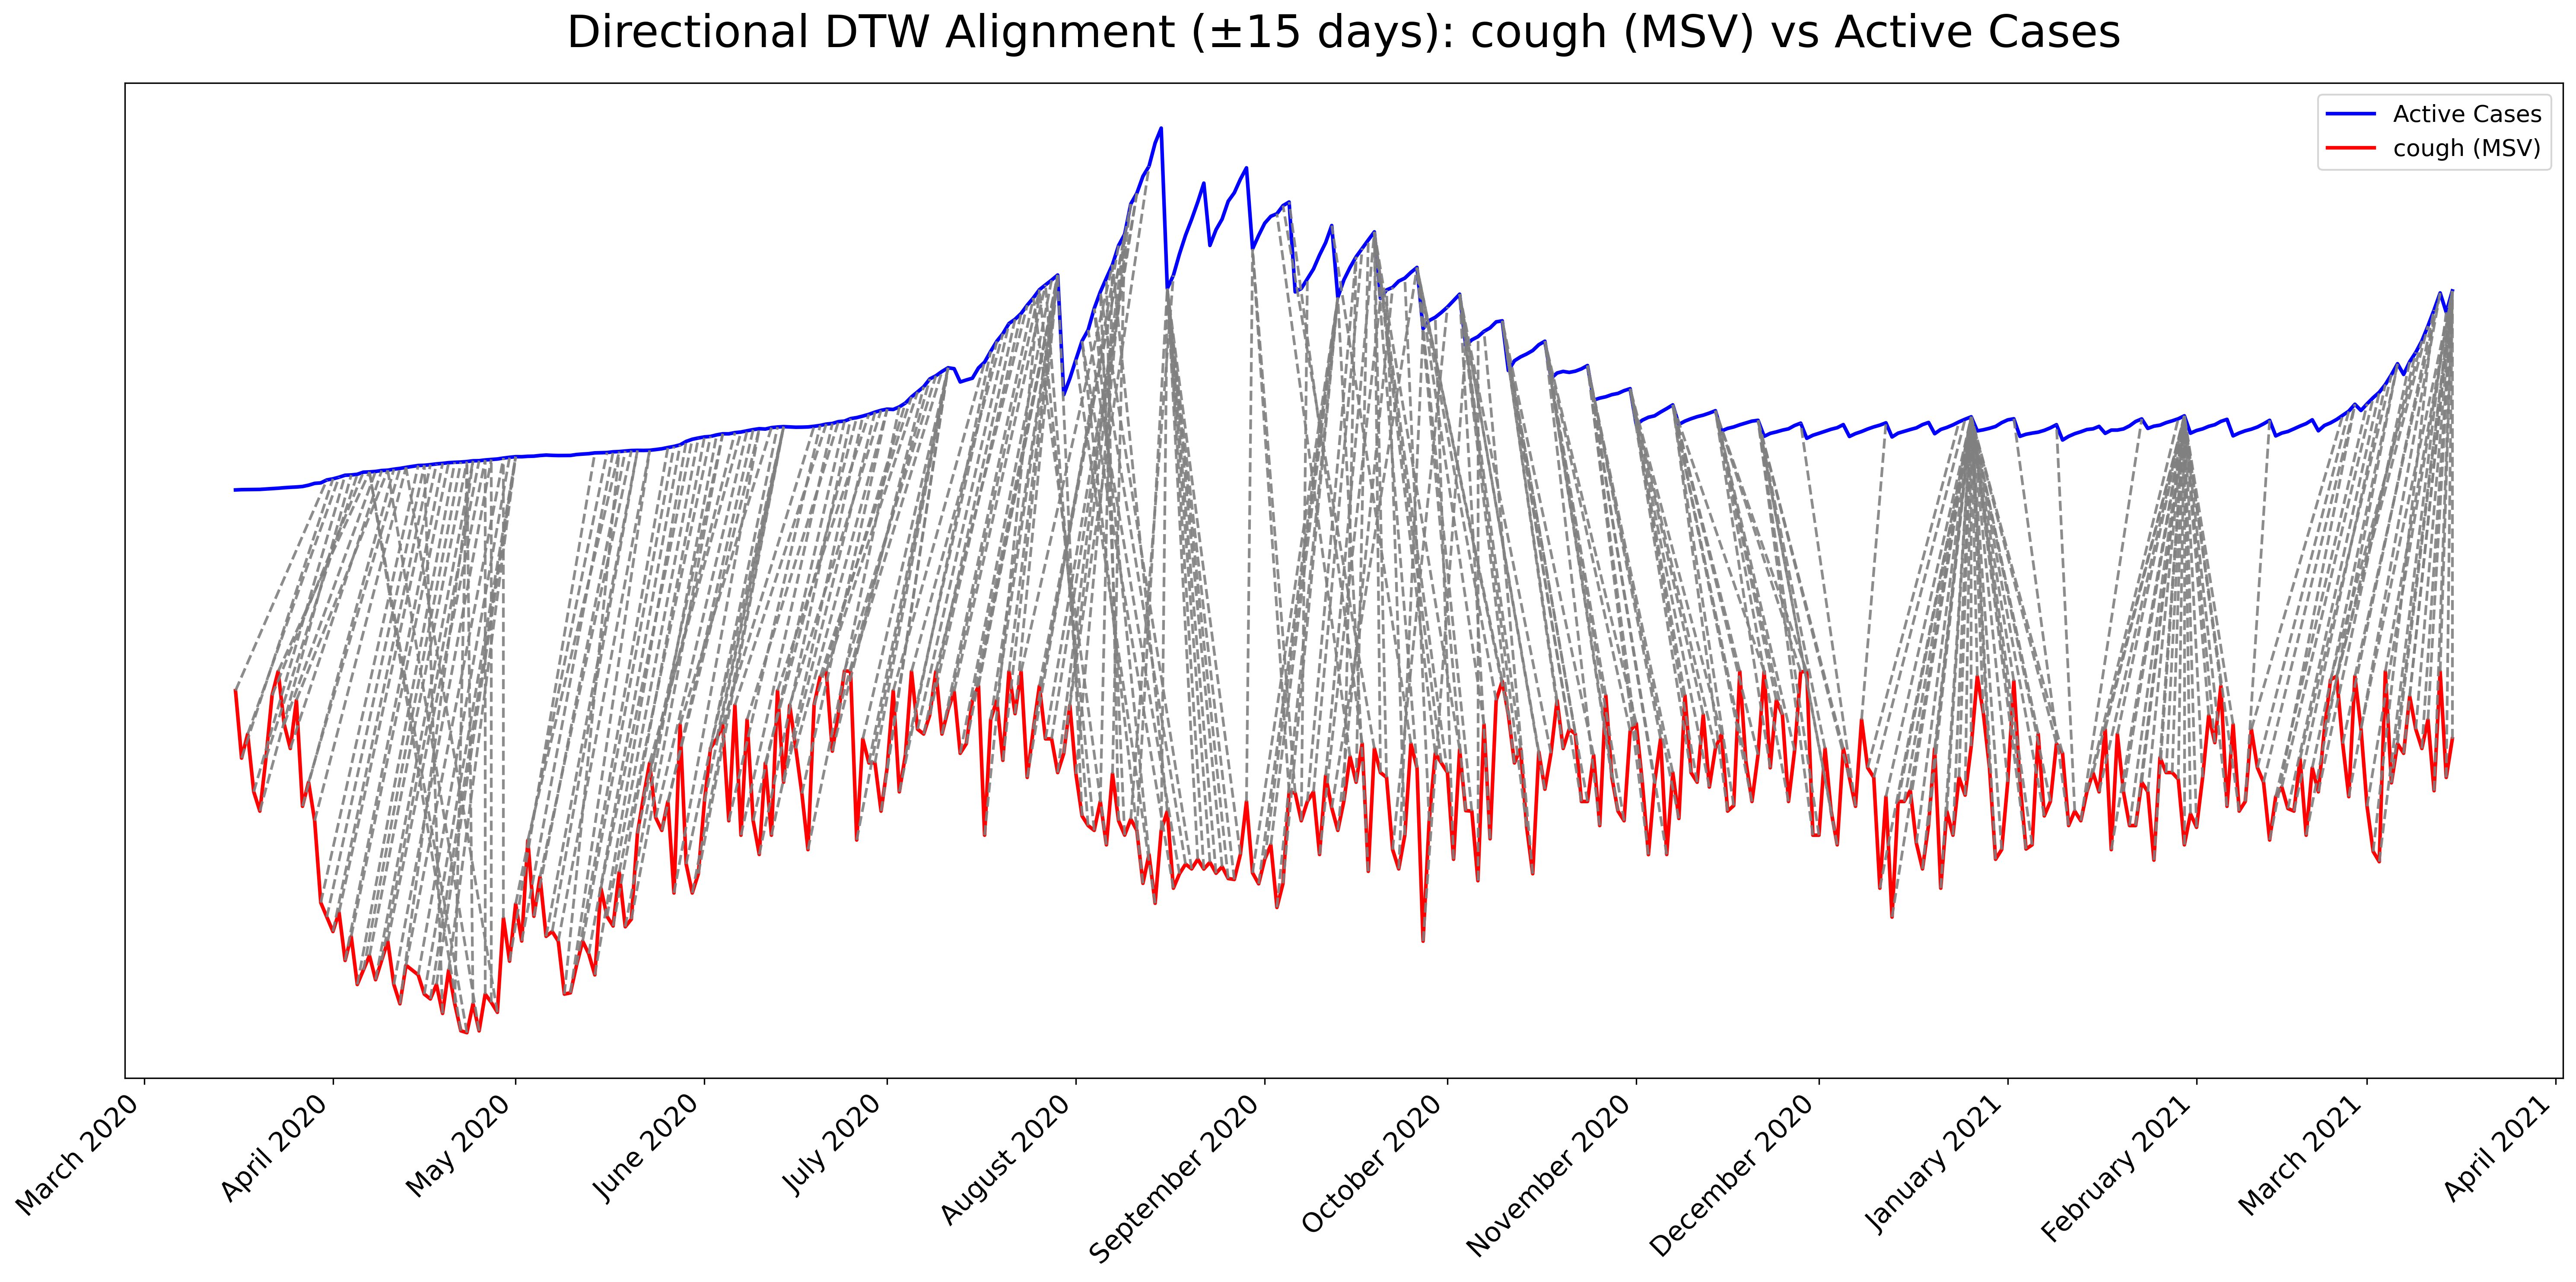 Directional DTW Alignment (±15 days): cough (MSV) vs Active Cases
Active Cases
cough (MSV)
March 2020
April 2020
May 2020
June 2020
July 2020
August 2020
September 2020
October 2020
November 2020
December 2020
January 2021
February 2021
March 2021
April 2021